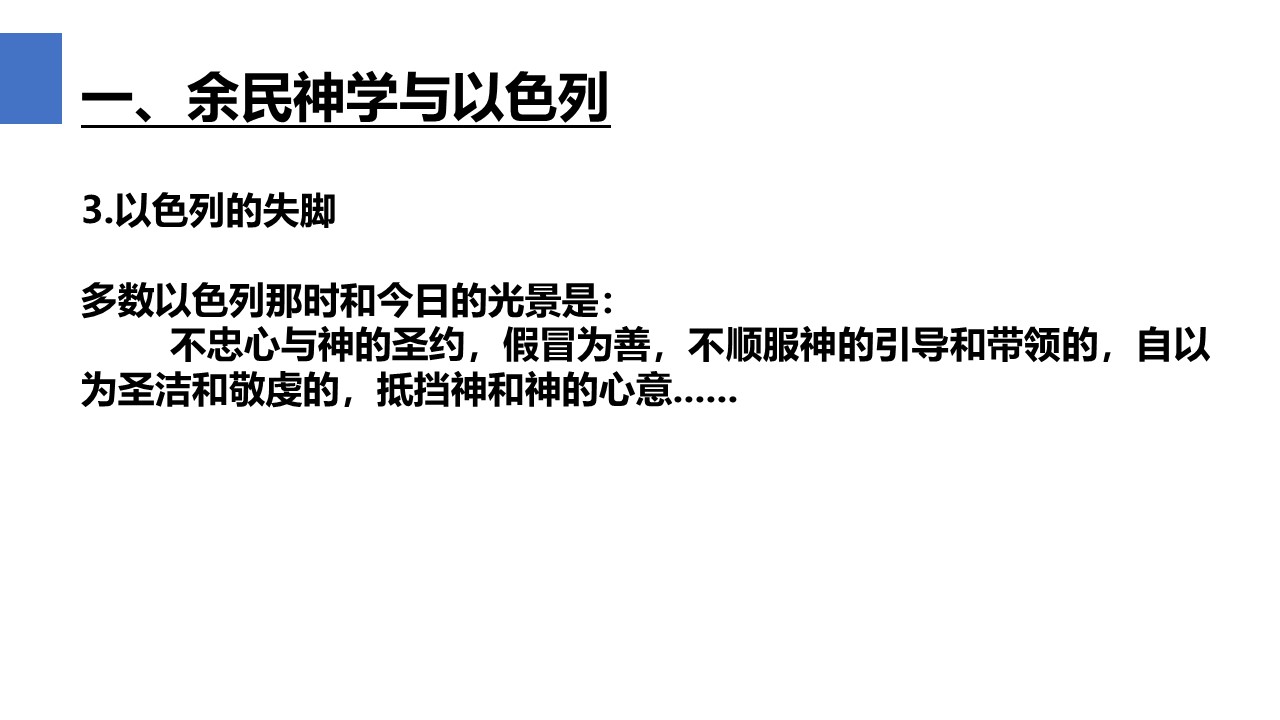 一、余民神学与以色列
3.以色列的失脚
多数以色列那时和今日的光景是：
不忠心与神的圣约，假冒为善，不顺服神的引导和带领的，自以
为圣洁和敬虔的，抵挡神和神的心意......